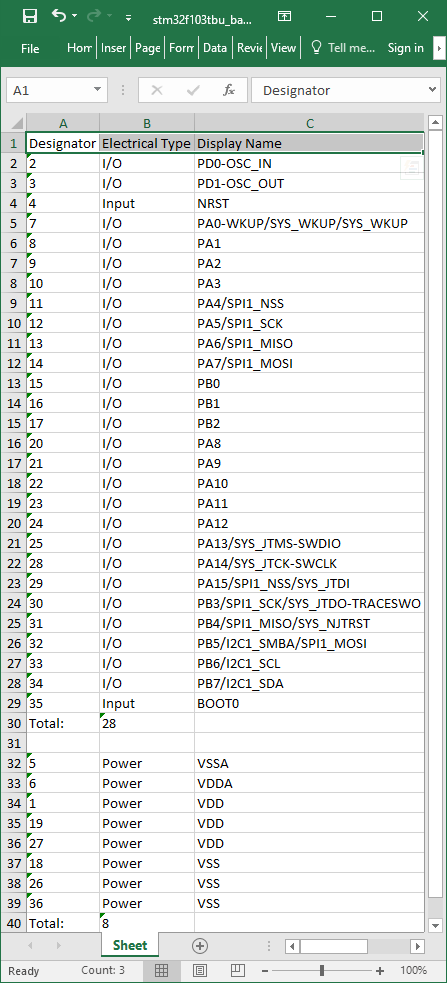 stm32f103tbu_ba...
File Hom Inser Page Form Data Revie View Tell me... Sign in
A1 Designator
A B C
1 Designator Electrical Type Display Name
2 2 I/O PD0-OSC_IN
3 3 I/O PD1-OSC_OUT
4 4 Input NRST
5 7 I/O PA0-WKUP/SYS_WKUP/SYS_WKUP
6 8 I/O PA1
7 9 I/O PA2
8 10 I/O PA3
9 11 I/O PA4/SPI1_NSS
10 12 I/O PA5/SPI1_SCK
11 13 I/O PA6/SPI1_MISO
12 14 I/O PA7/SPI1_MOSI
13 15 I/O PB0
14 16 I/O PB1
15 17 I/O PB2
16 20 I/O PA8
17 21 I/O PA9
18 22 I/O PA10
19 23 I/O PA11
20 24 I/O PA12
21 25 I/O PA13/SYS_JTMS-SWDIO
22 28 I/O PA14/SYS_JTCK-SWCLK
23 29 I/O PA15/SPI1_NSS/SYS_JTDI
24 30 I/O PB3/SPI1_SCK/SYS_JTDO-TRACESWO
25 31 I/O PB4/SPI1_MISO/SYS_NJTRST
26 32 I/O PB5/I2C1_SMBA/SPI1_MOSI
27 33 I/O PB6/I2C1_SCL
28 34 I/O PB7/I2C1_SDA
29 35 Input BOOT0
30 Total: 28
31
32 5 Power VSSA
33 6 Power VDDA
34 1 Power VDD
35 19 Power VDD
36 27 Power VDD
37 18 Power VSS
38 26 Power VSS
39 36 Power VSS
40 Total: 8
Sheet
Ready Count: 3 100%